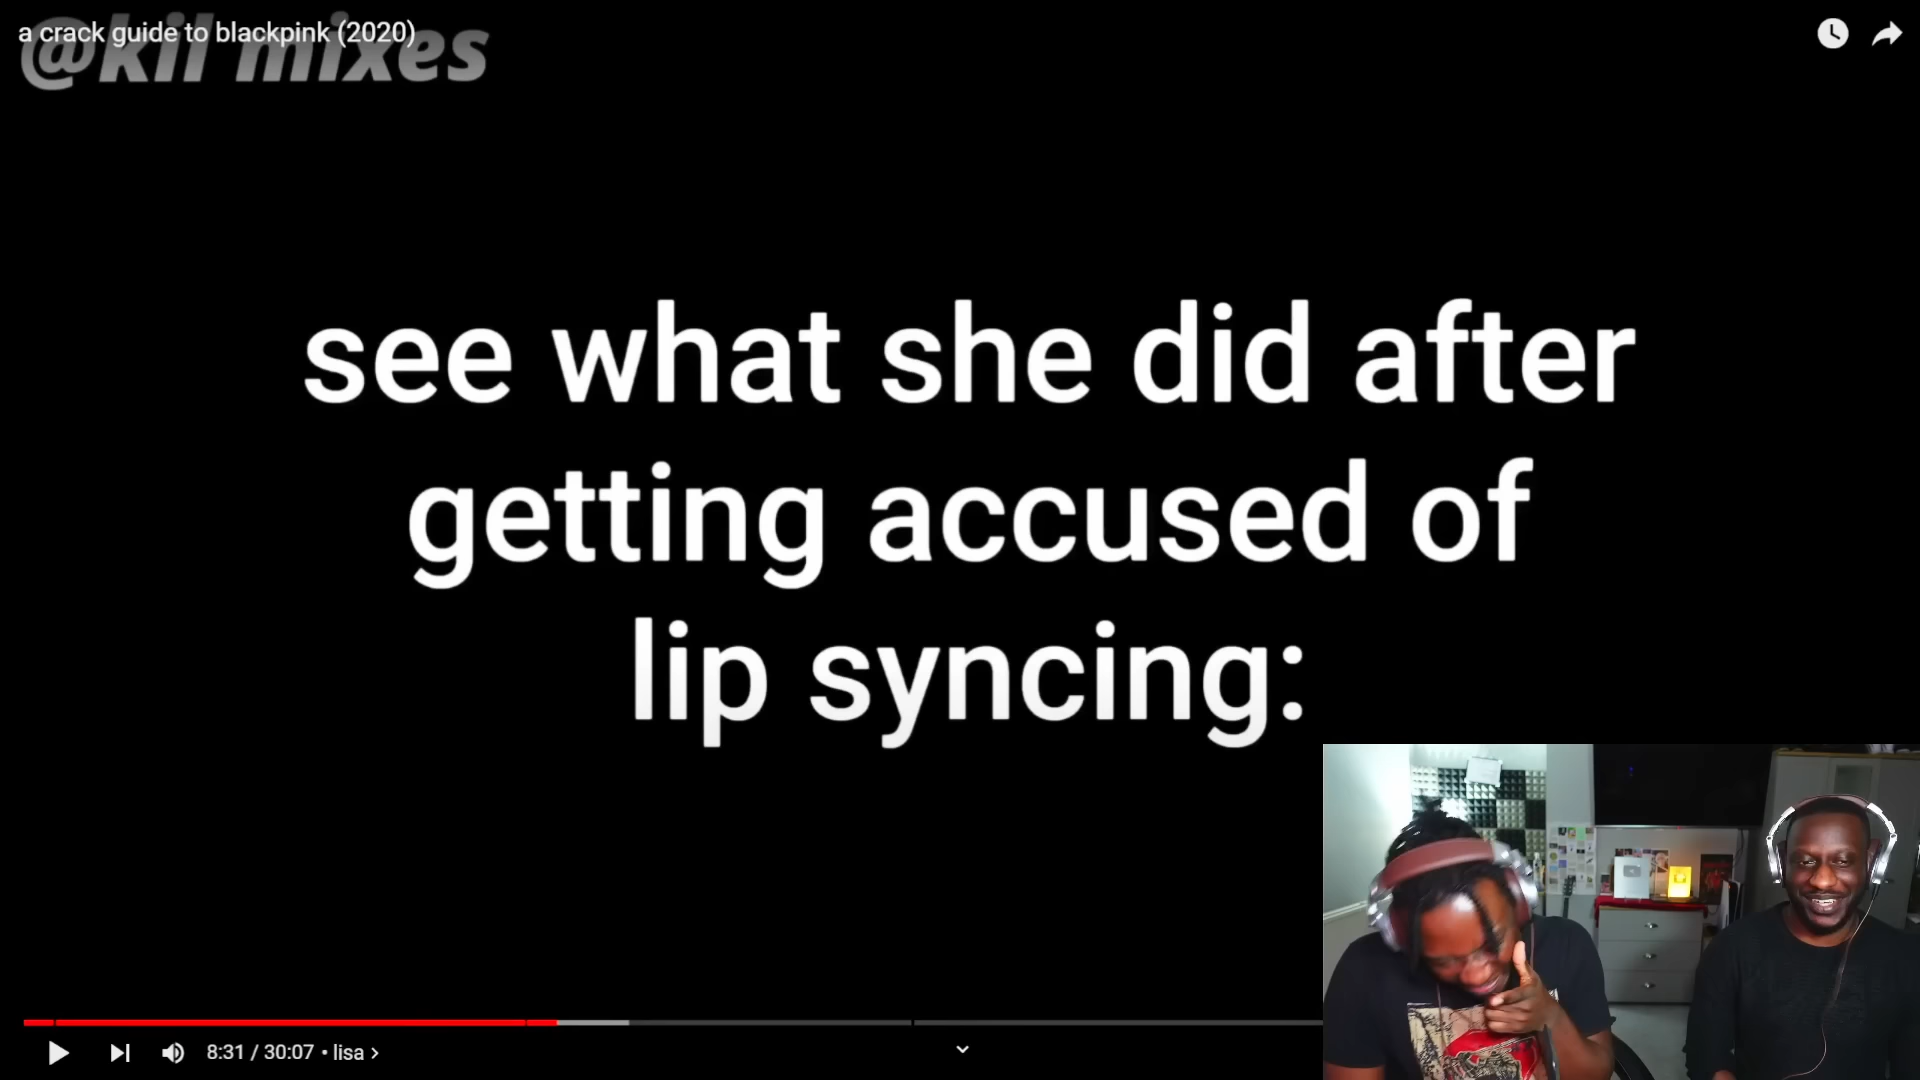 a crack guide to blackpink (2020)
@kil mixes
see what she did after
getting accused of
lip syncing:
8:31 / 30:07 • lisa >